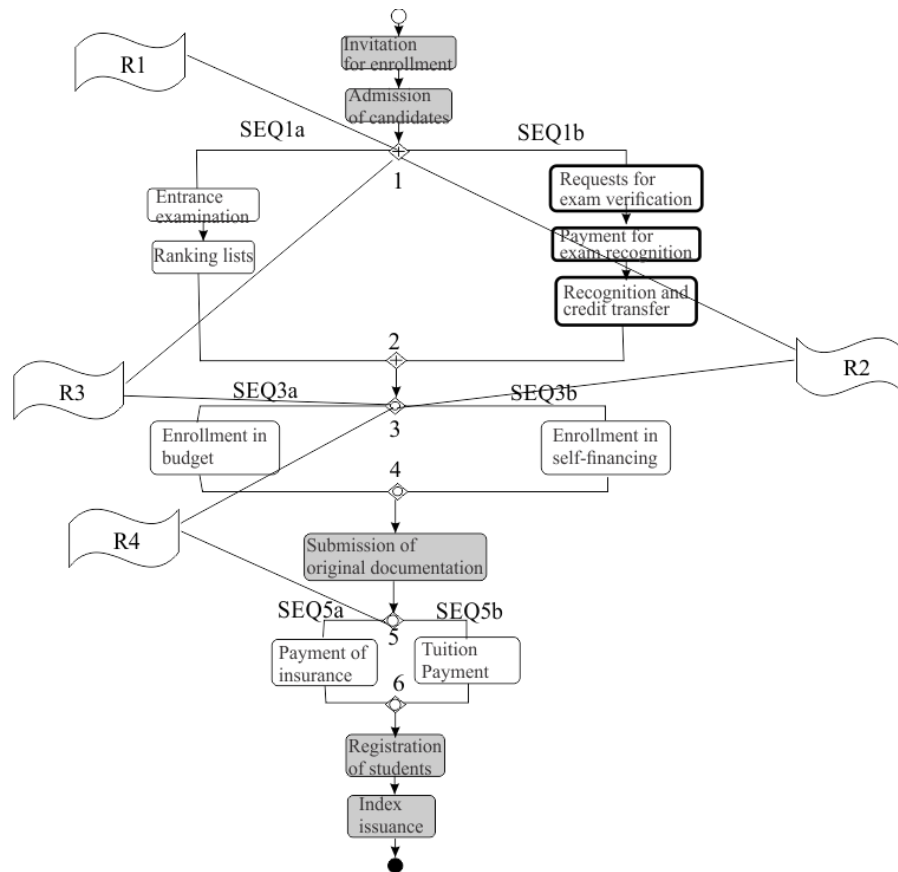 Invitation
for enrollment
R1
Admission
of candidates
SEQ1a
SEQ1b
1
Entrance
examination
Requests for
exam verification
Ranking lists
Payment for
exam recognition
Recognition and
credit transfer
2
R3
R2
SEQ3a
SEQ3b
3
Enrollment in
budget
Enrollment in
self-financing
4
R4
Submission of
original documentation
SEQ5a
SEQ5b
5
Payment of
insurance
Tuition
Payment
6
Registration
of students
Index
issuance